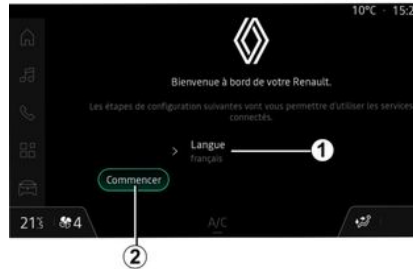 10°C · 15:2
Bienvenue à bord de votre Renault.
Les étapes de configuration suivantes vont vous permettre d'utiliser les services
connectés.
Langue
français
1
Commencer
21°5 4 A/C
2